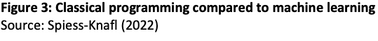 Figure 3: Classical programming compared to machine learning
Source: Spiess-Knafl (2022)